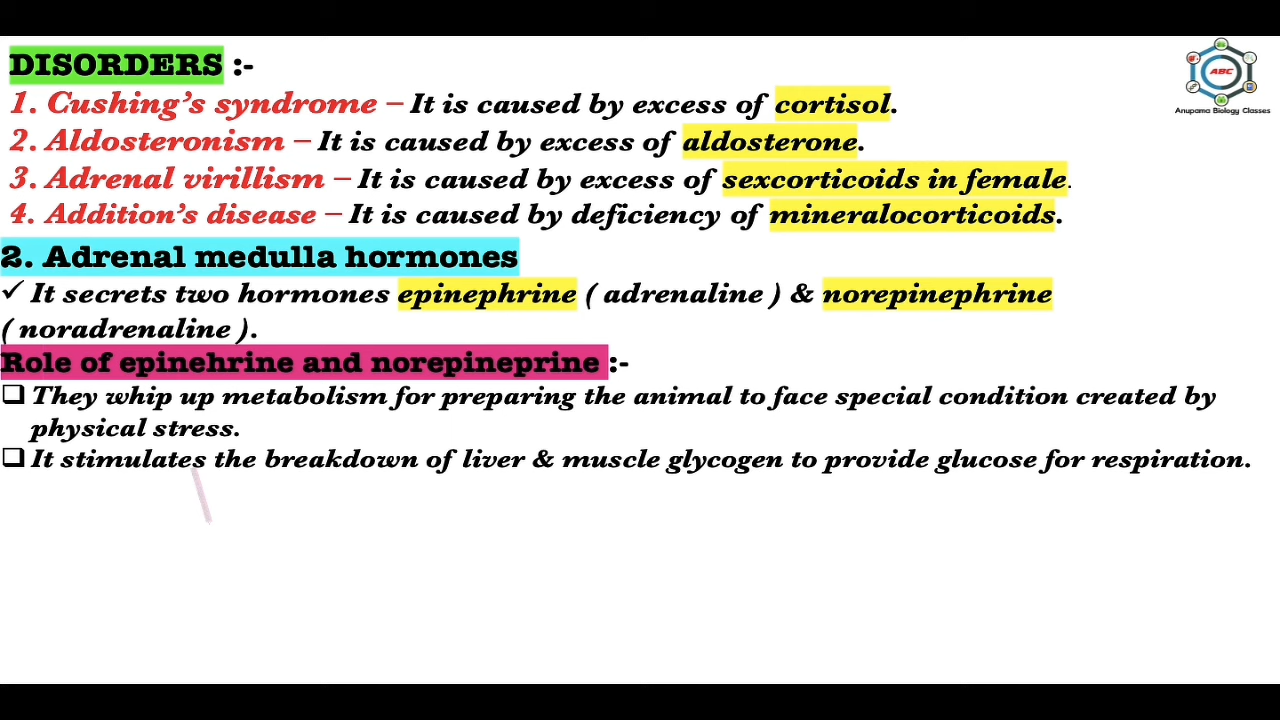 DISORDERS :-
1. Cushing's syndrome – It is caused by excess of cortisol.
2. Aldosteronism – It is caused by excess of aldosterone.
3. Adrenal virillism – It is caused by excess of sexcorticoids in female.
4. Addition's disease – It is caused by deficiency of mineralocorticoids.
2. Adrenal medulla hormones
✓ It secrets two hormones epinephrine ( adrenaline ) & norepinephrine
( noradrenaline ).
Role of epinehrine and norepineprine :-
❑ They whip up metabolism for preparing the animal to face special condition created by
physical stress.
❑ It stimulates the breakdown of liver & muscle glycogen to provide glucose for respiration.
ABC
Anupama Biology Classes